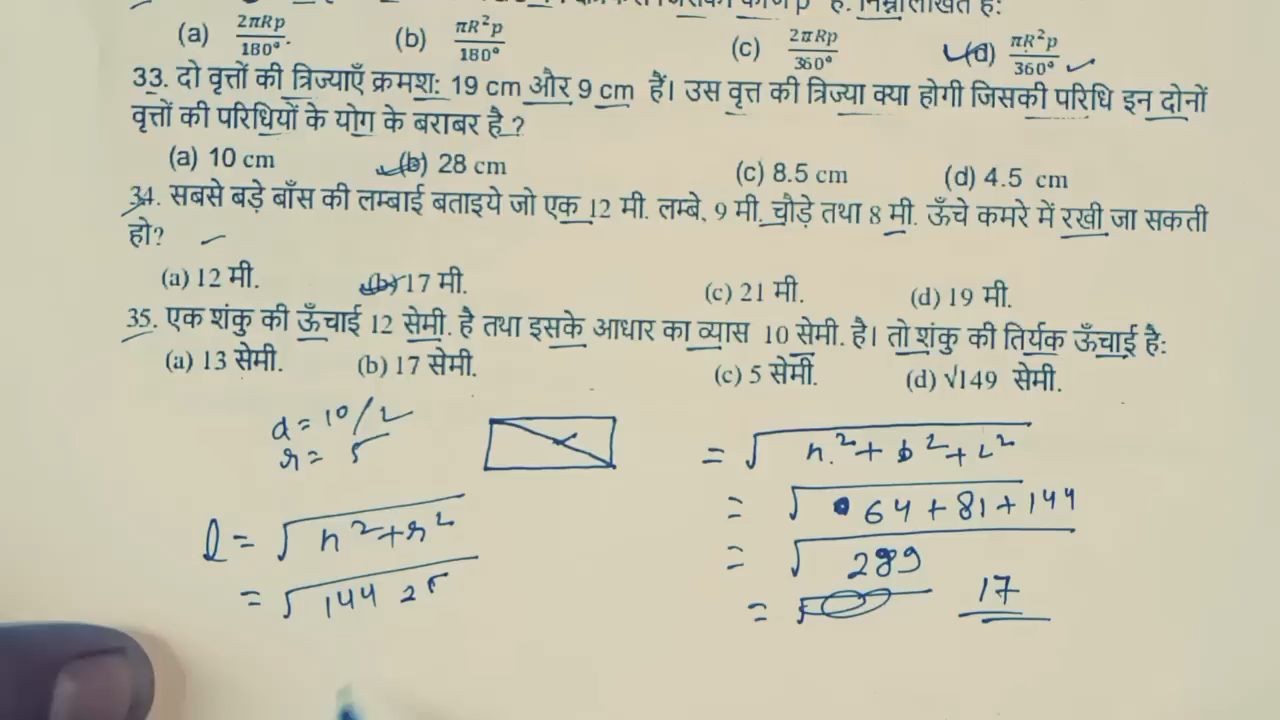 जिसका कोण p° है. निम्नलिखित है:
(a) 2πRp/180° (b) πR²p/180° (c) 2πRp/360° (d) πR²p/360°
33. दो वृत्तों की त्रिज्याएँ क्रमश: 19 cm और 9 cm हैं। उस वृत्त की त्रिज्या क्या होगी जिसकी परिधि इन दोनों
वृत्तों की परिधियों के योग के बराबर है ?
(a) 10 cm (b) 28 cm (c) 8.5 cm (d) 4.5 cm
34. सबसे बड़े बाँस की लम्बाई बताइये जो एक 12 मी. लम्बे, 9 मी. चौड़े तथा 8 मी. ऊँचे कमरे में रखी जा सकती
हो?
(a) 12 मी. (b) 17 मी. (c) 21 मी. (d) 19 मी.
35. एक शंकु की ऊँचाई 12 सेमी. है तथा इसके आधार का व्यास 10 सेमी. है। तो शंकु की तिर्यक ऊँचाई है:
(a) 13 सेमी. (b) 17 सेमी. (c) 5 सेमी. (d) √149 सेमी.
d = 10/2
r = 5
l = √h²+r²
= √144 25
= √h²+b²+L²
= √64+81+144
= √289
= 17